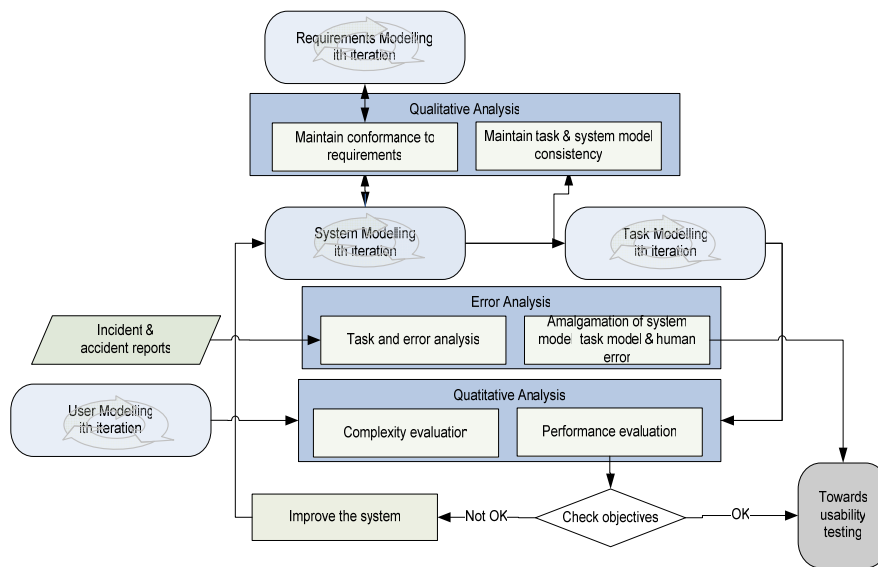 Requirements Modelling
ith iteration
Qualitative Analysis
Maintain conformance to
requirements
Maintain task & system model
consistency
System Modelling
ith iteration
Task Modelling
ith iteration
Error Analysis
Incident &
accident reports
Task and error analysis
Amalgamation of system
model task model & human
error
User Modelling
ith iteration
Quatitative Analysis
Complexity evaluation
Performance evaluation
Improve the system
Not OK
Check objectives
OK
Towards
usability
testing